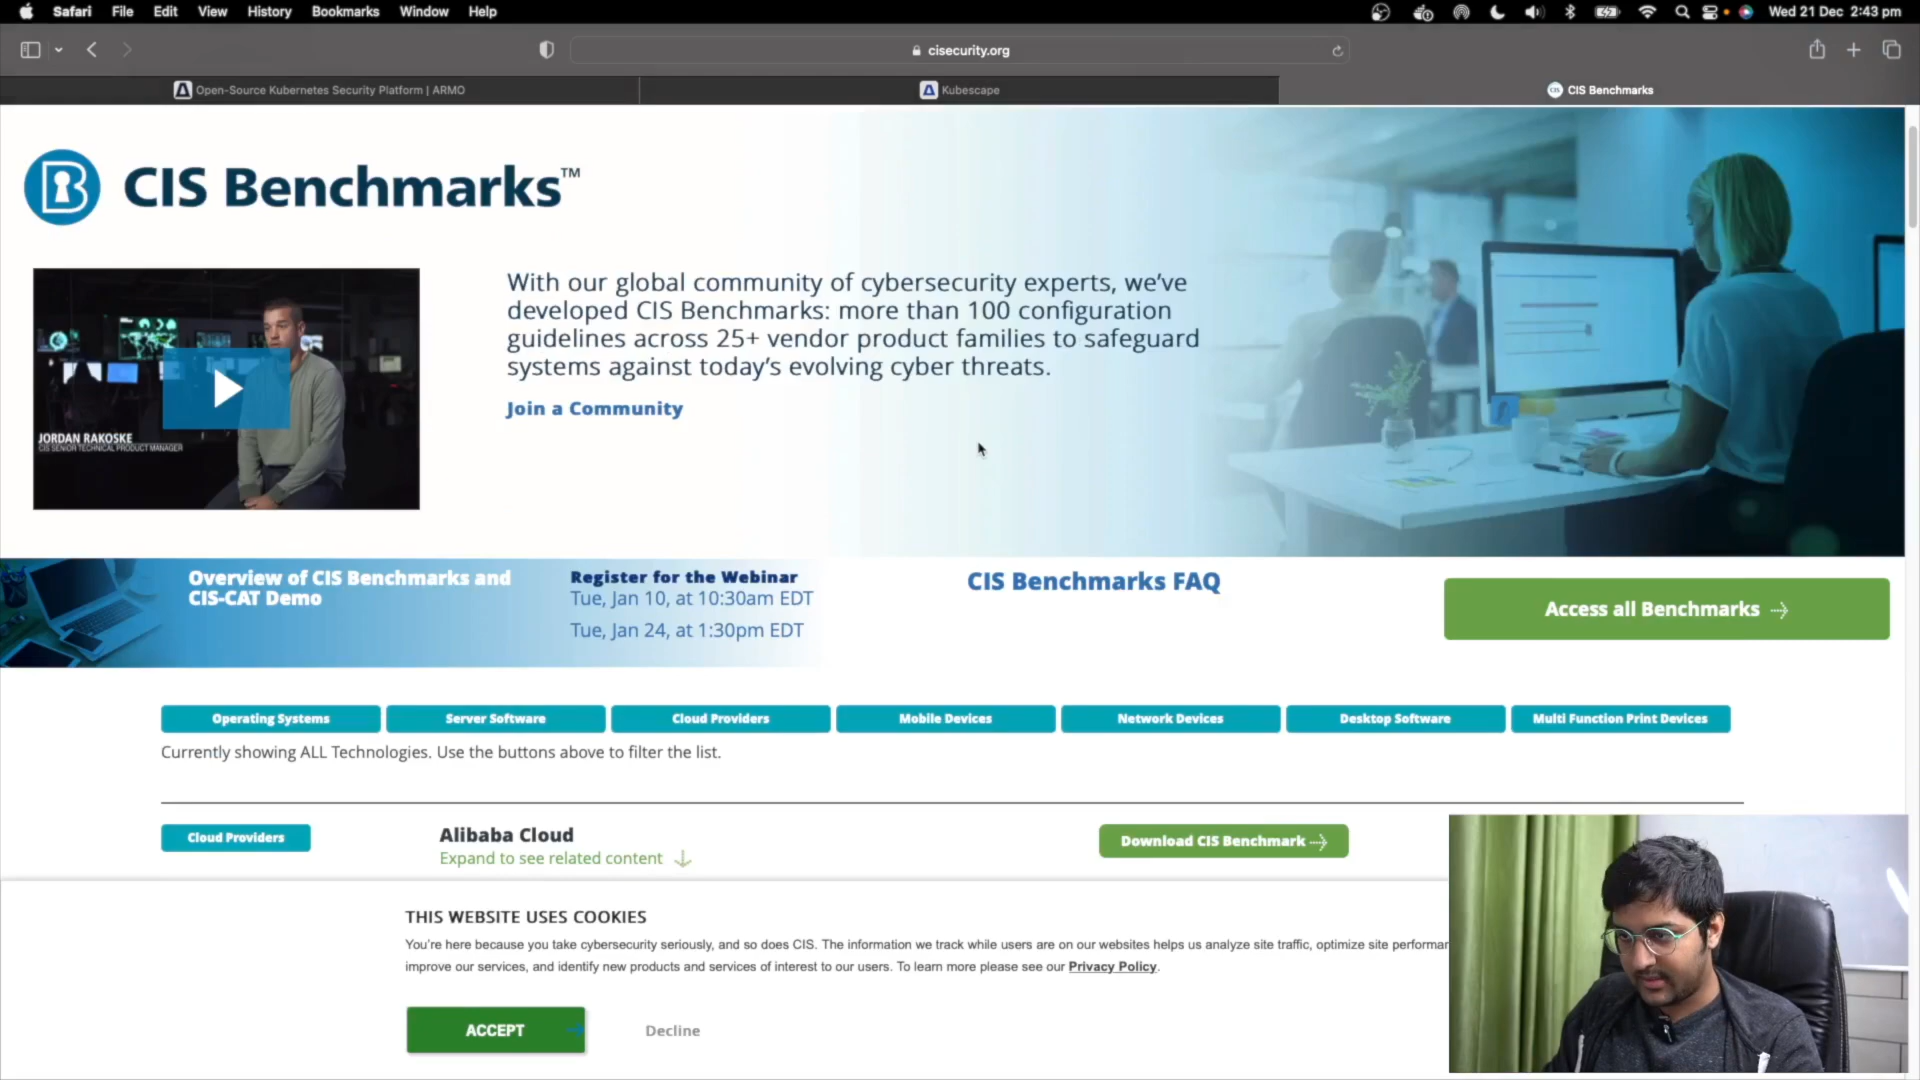 Safari File Edit View History Bookmarks Window Help
Wed 21 Dec 2:43 pm
cisecurity.org
Open-Source Kubernetes Security Platform | ARMO
Kubescape
CIS Benchmarks
CIS Benchmarks™
JORDAN RAKOSKE
CIS SENIOR TECHNICAL PRODUCT MANAGER
With our global community of cybersecurity experts, we've
developed CIS Benchmarks: more than 100 configuration
guidelines across 25+ vendor product families to safeguard
systems against today's evolving cyber threats.
Join a Community
Overview of CIS Benchmarks and
CIS-CAT Demo
Register for the Webinar
Tue, Jan 10, at 10:30am EDT
Tue, Jan 24, at 1:30pm EDT
CIS Benchmarks FAQ
Access all Benchmarks
Operating Systems
Server Software
Cloud Providers
Mobile Devices
Network Devices
Desktop Software
Multi Function Print Devices
Currently showing ALL Technologies. Use the buttons above to filter the list.
Cloud Providers
Alibaba Cloud
Expand to see related content
Download CIS Benchmark
THIS WEBSITE USES COOKIES
You're here because you take cybersecurity seriously, and so does CIS. The information we track while users are on our websites helps us analyze site traffic, optimize site performan
improve our services, and identify new products and services of interest to our users. To learn more please see our Privacy Policy.
ACCEPT
Decline